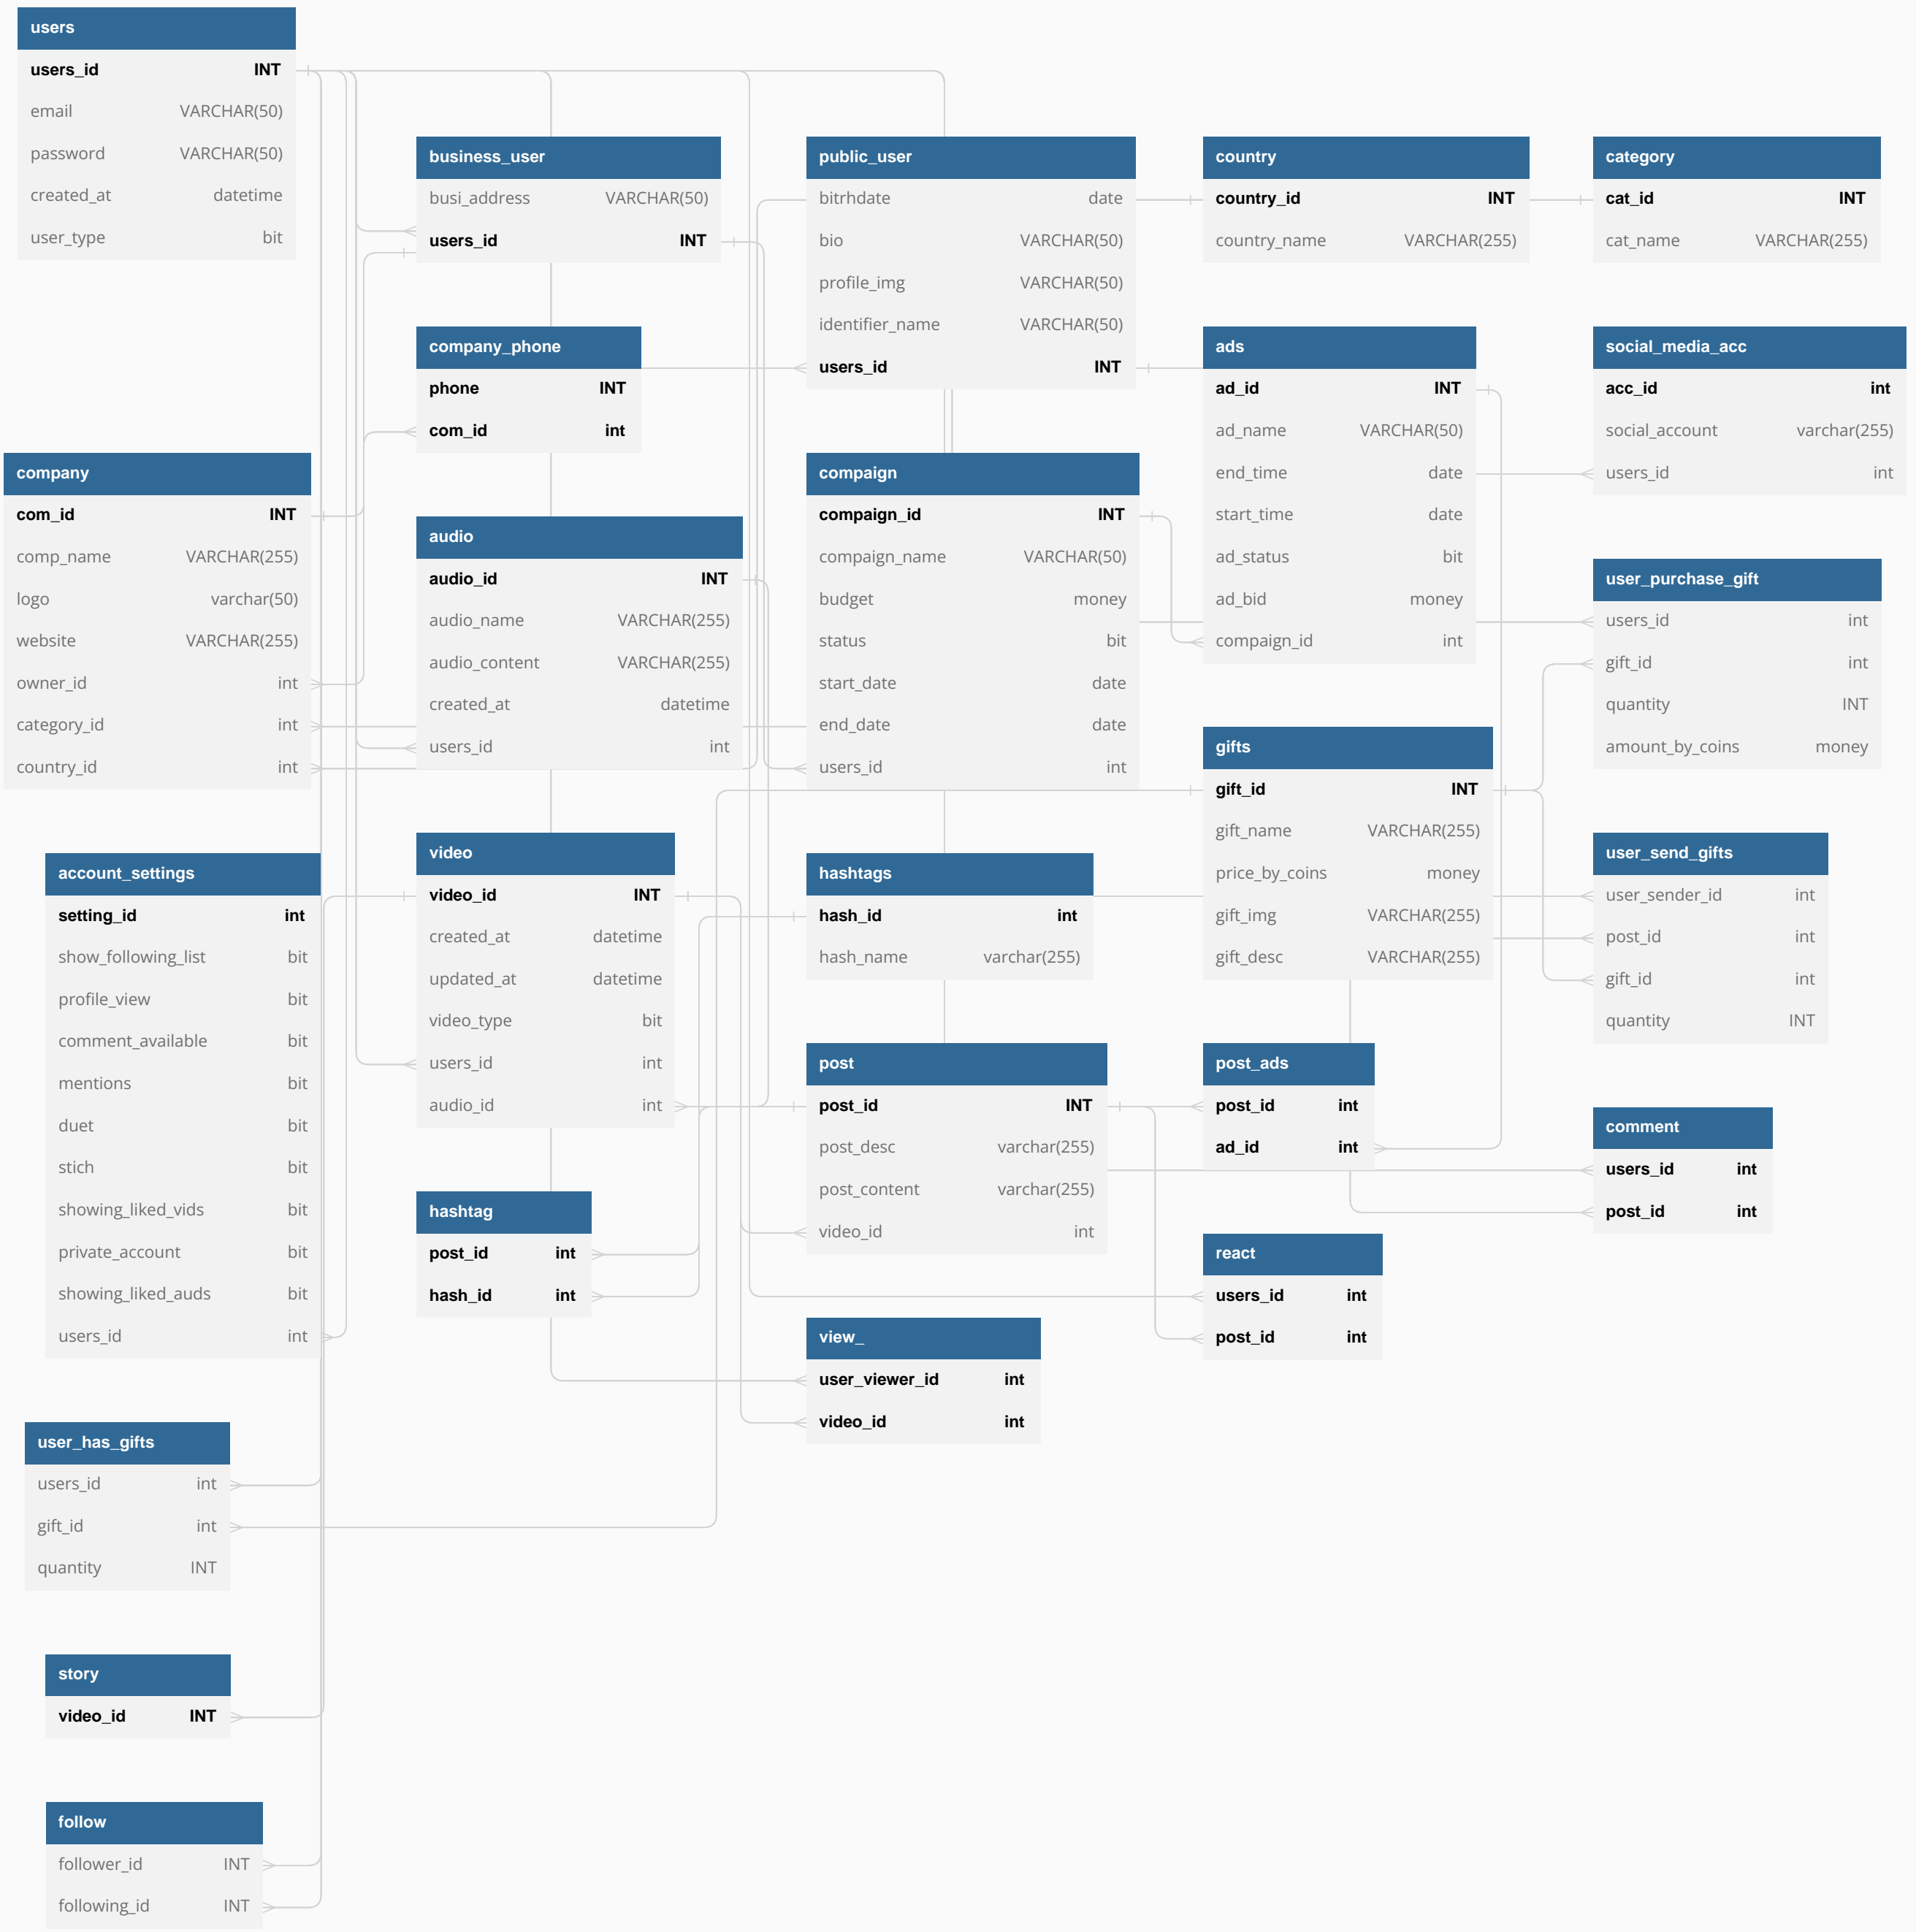 users
users_id INT
email VARCHAR(50)
password VARCHAR(50)
created_at datetime
user_type bit
business_user
busi_address VARCHAR(50)
users_id INT
public_user
bitrhdate date
bio VARCHAR(50)
profile_img VARCHAR(50)
identifier_name VARCHAR(50)
users_id INT
country
country_id INT
country_name VARCHAR(255)
category
cat_id INT
cat_name VARCHAR(255)
company_phone
phone INT
com_id int
ads
ad_id INT
ad_name VARCHAR(50)
end_time date
start_time date
ad_status bit
ad_bid money
compaign_id int
social_media_acc
acc_id int
social_account varchar(255)
users_id int
company
com_id INT
comp_name VARCHAR(255)
logo varchar(50)
website VARCHAR(255)
owner_id int
category_id int
country_id int
audio
audio_id INT
audio_name VARCHAR(255)
audio_content VARCHAR(255)
created_at datetime
users_id int
compaign
compaign_id INT
compaign_name VARCHAR(50)
budget money
status bit
start_date date
end_date date
users_id int
user_purchase_gift
users_id int
gift_id int
quantity INT
amount_by_coins money
gifts
gift_id INT
gift_name VARCHAR(255)
price_by_coins money
gift_img VARCHAR(255)
gift_desc VARCHAR(255)
account_settings
setting_id int
show_following_list bit
profile_view bit
comment_available bit
mentions bit
duet bit
stich bit
showing_liked_vids bit
private_account bit
showing_liked_auds bit
users_id int
video
video_id INT
created_at datetime
updated_at datetime
video_type bit
users_id int
audio_id int
hashtags
hash_id int
hash_name varchar(255)
user_send_gifts
user_sender_id int
post_id int
gift_id int
quantity INT
post
post_id INT
post_desc varchar(255)
post_content varchar(255)
video_id int
post_ads
post_id int
ad_id int
comment
users_id int
post_id int
hashtag
post_id int
hash_id int
react
users_id int
post_id int
view_
user_viewer_id int
video_id int
user_has_gifts
users_id int
gift_id int
quantity INT
story
video_id INT
follow
follower_id INT
following_id INT